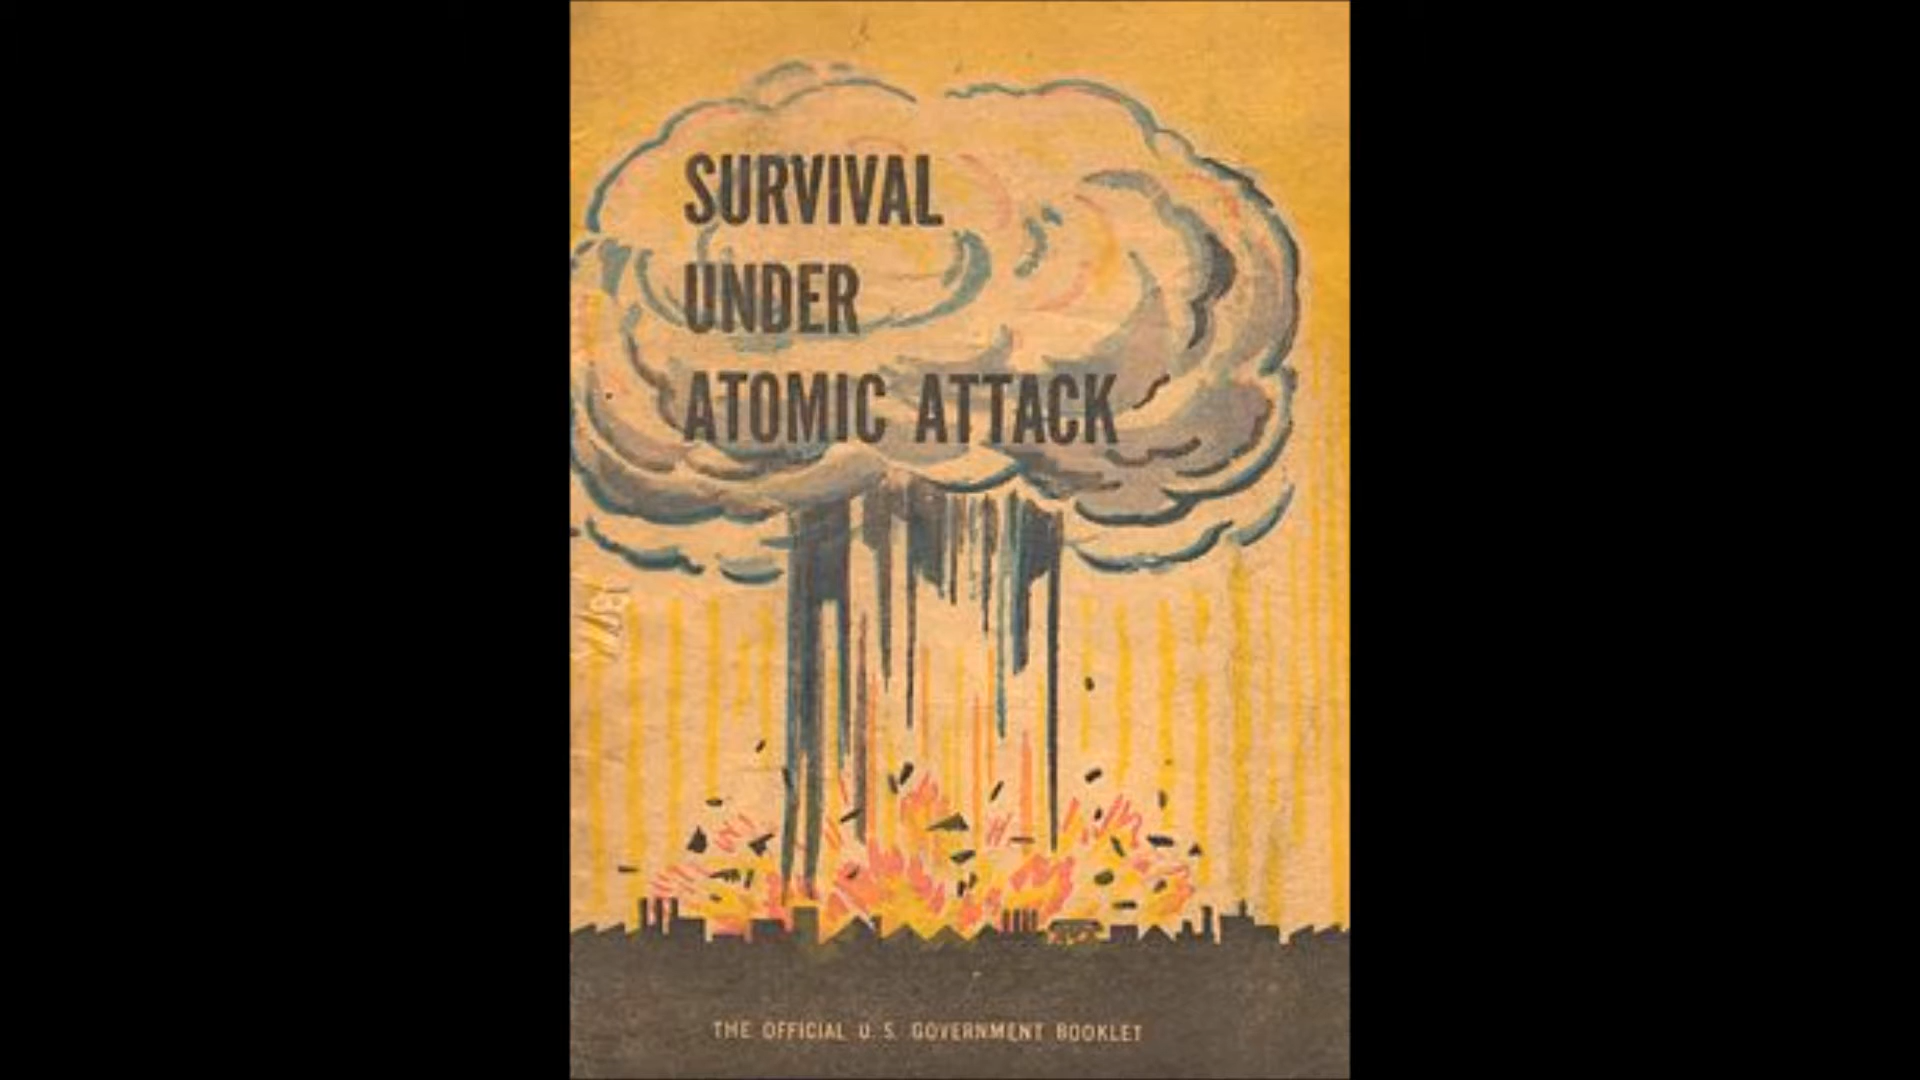 SURVIVAL
UNDER
ATOMIC ATTACK
THE OFFICIAL U. S. GOVERNMENT BOOKLET